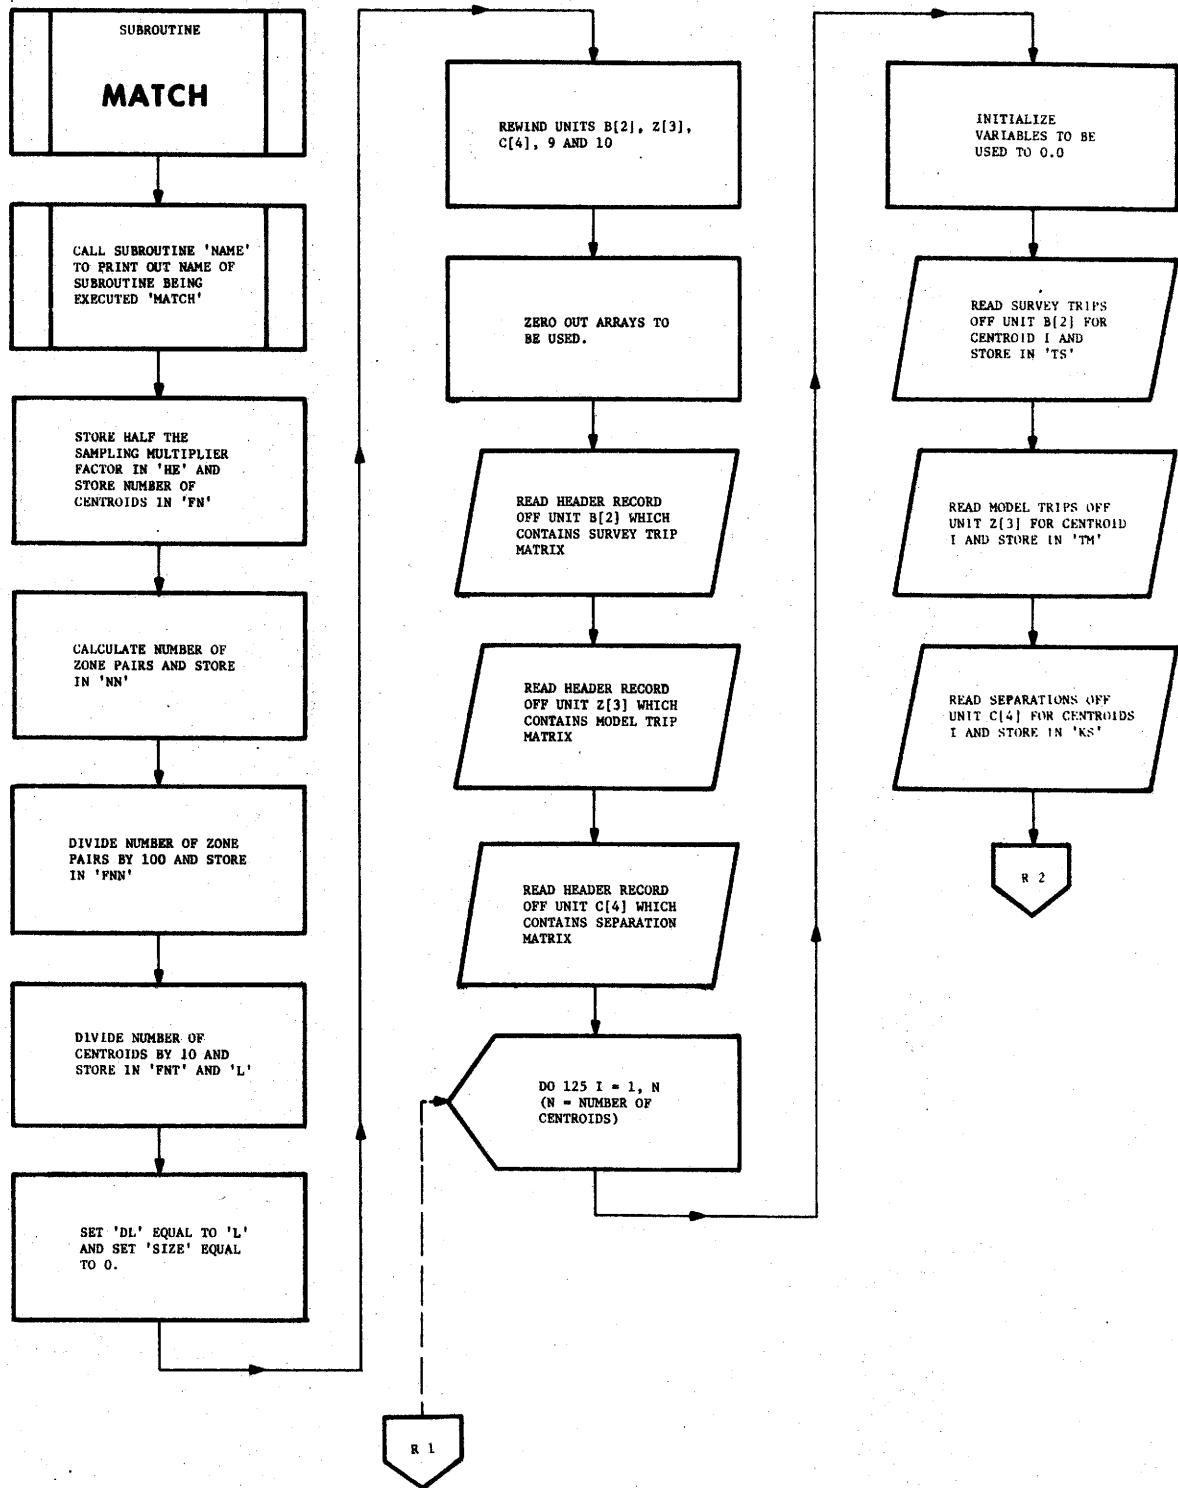 SUBROUTINE
MATCH
CALL SUBROUTINE 'NAME'
TO PRINT OUT NAME OF
SUBROUTINE BEING
EXECUTED 'MATCH'
STORE HALF THE
SAMPLING MULTIPLIER
FACTOR IN 'HE' AND
STORE NUMBER OF
CENTROIDS IN 'FN'
CALCULATE NUMBER OF
ZONE PAIRS AND STORE
IN 'NN'
DIVIDE NUMBER OF ZONE
PAIRS BY 100 AND STORE
IN 'FNN'
DIVIDE NUMBER OF
CENTROIDS BY 10 AND
STORE IN 'FNT' AND 'L'
SET 'DL' EQUAL TO 'L'
AND SET 'SIZE' EQUAL
TO 0.
REWIND UNITS B[2], Z[3],
C[4], 9 AND 10
ZERO OUT ARRAYS TO
BE USED.
READ HEADER RECORD
OFF UNIT B[2] WHICH
CONTAINS SURVEY TRIP
MATRIX
READ HEADER RECORD
OFF UNIT Z[3] WHICH
CONTAINS MODEL TRIP
MATRIX
READ HEADER RECORD
OFF UNIT C[4] WHICH
CONTAINS SEPARATION
MATRIX
DO 125 I = 1, N
(N = NUMBER OF
CENTROIDS)
R 1
INITIALIZE
VARIABLES TO BE
USED TO 0.0
READ SURVEY TRIPS
OFF UNIT B[2] FOR
CENTROID I AND
STORE IN 'TS'
READ MODEL TRIPS OFF
UNIT Z[3] FOR CENTROID
I AND STORE IN 'TM'
READ SEPARATIONS OFF
UNIT C[4] FOR CENTROIDS
I AND STORE IN 'KS'
R 2